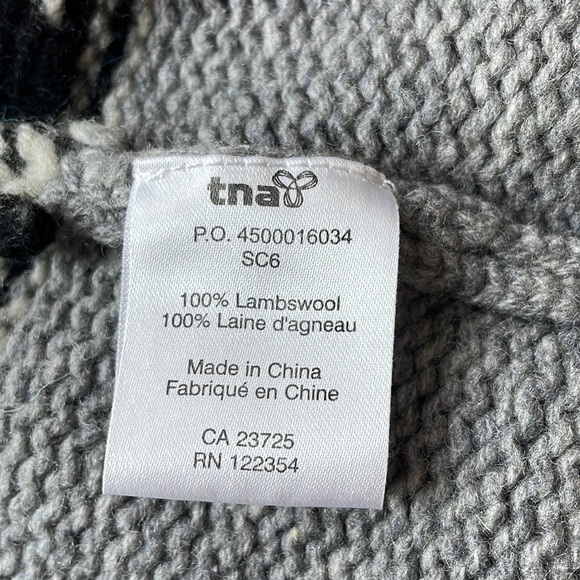 tna
P.O. 4500016034
SC6
100% Lambswool
100% Laine d'agneau
Made in China
Fabriqué en Chine
CA 23725
RN 122354